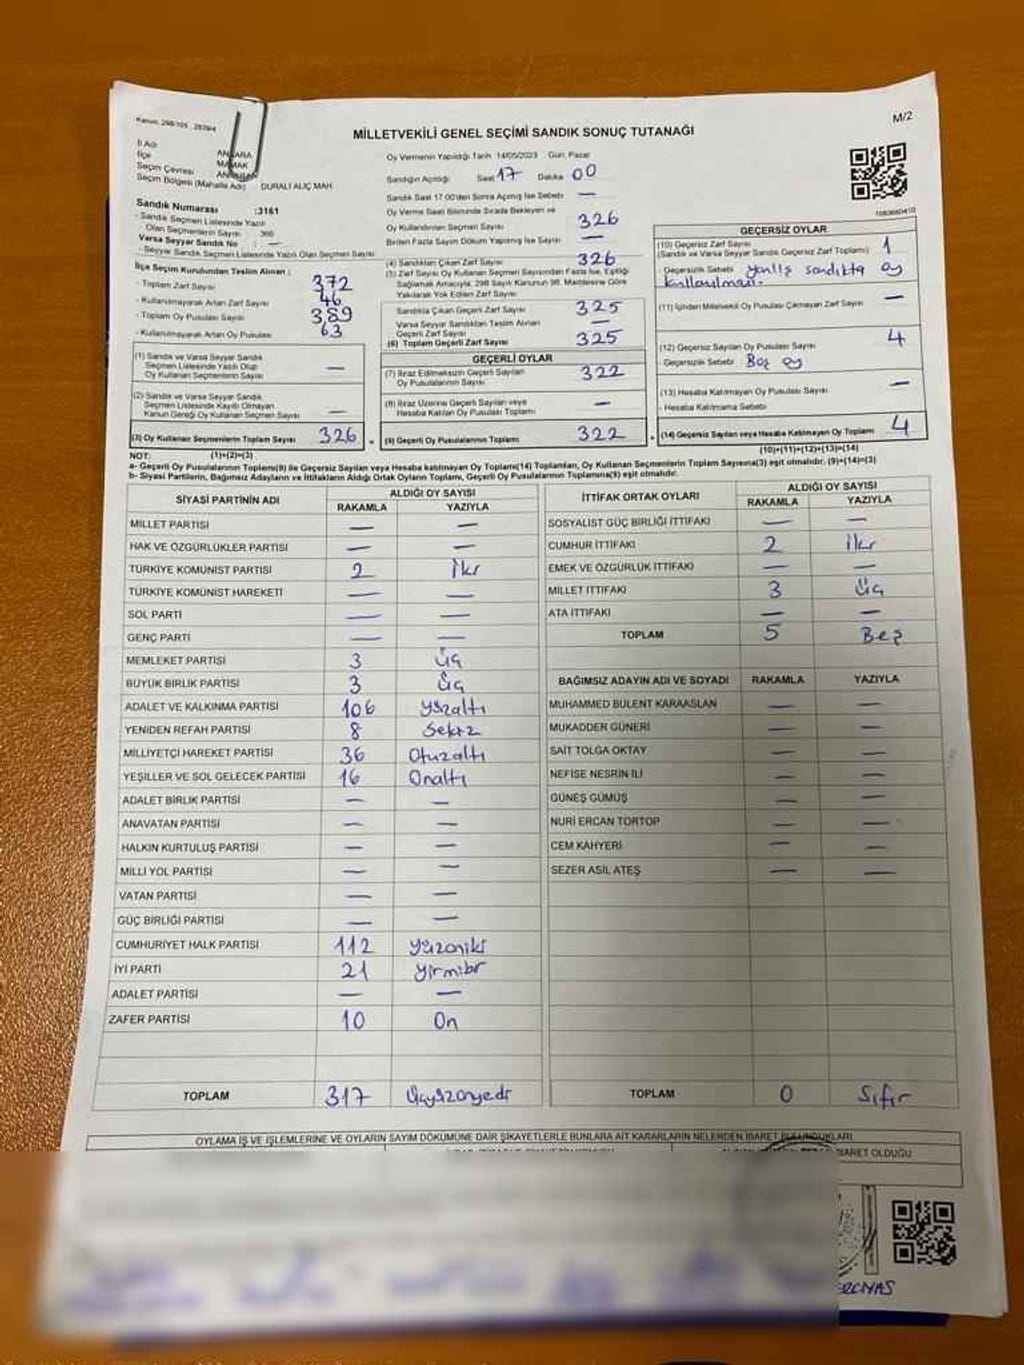 Kanun: 298/105
M/2
MİLLETVEKİLİ GENEL SEÇİMİ SANDIK SONUÇ TUTANAĞI
İl Adı ANKARA
İlçe MAMAK
Seçim Çevresi
Seçim Bölgesi (Mahalle Adı) DURALİ ALIÇ MAH
Sandık Numarası :3161
- Sandık Seçmen Listesinde Yazılı
Olan Seçmenlerin Sayısı 366
Varsa Seyyar Sandık No : —
- Seyyar Sandık Seçmen Listesinde Yazılı Olan Seçmen Sayısı
İlçe Seçim Kurulundan Teslim Alınan :
- Toplam Zarf Sayısı 372
- Kullanılmayarak Artan Zarf Sayısı 46
- Toplam Oy Pusulası Sayısı 389
- Kullanılmayarak Artan Oy Pusulası 63
(1) Sandık ve Varsa Seyyar Sandık
Seçmen Listesinde Yazılı Olup
Oy Kullanan Seçmenlerin Sayısı —
(2) Sandık ve Varsa Seyyar Sandık
Seçmen Listesinde Kayıtlı Olmayan
Kanun Gereği Oy Kullanan Seçmen Sayısı —
(3) Oy Kullanan Seçmenlerin Toplam Sayısı 326
Oy Vermenin Yapıldığı Tarih 14/05/2023 Gün: Pazar
Sandığın Açıldığı Saat 17 Dakika 00
Sandık Saat 17:00'den Sonra Açılmış İse Sebebi —
Oy Verme Saati Bitiminde Sırada Bekleyen ve
Oy Kullandırılan Seçmen Sayısı 326
Birden Fazla Sayım Döküm Yapılmış İse Sayısı —
(4) Sandıktan Çıkan Zarf Sayısı 326
(5) Zarf Sayısı Oy Kullanan Seçmen Sayısından Fazla İse, Eşitliği
Sağlamak Amacıyla, 298 Sayılı Kanunun 98. Maddesine Göre
Yakılarak Yok Edilen Zarf Sayısı
Sandıkta Çıkan Geçerli Zarf Sayısı 325
Varsa Seyyar Sandıktan Teslim Alınan
Geçerli Zarf Sayısı —
(6) Toplam Geçerli Zarf Sayısı 325
GEÇERLİ OYLAR
(7) İtiraz Edilmeksizin Geçerli Sayılan
Oy Pusulalarının Sayısı 322
(8) İtiraz Üzerine Geçerli Sayılan veya
Hesaba Katılan Oy Pusulası Toplamı —
(9) Geçerli Oy Pusulalarının Toplamı 322
GEÇERSİZ OYLAR
(10) Geçersiz Zarf Sayısı
(Sandık ve Varsa Seyyar Sandık Geçersiz Zarf Toplamı) 1
- Geçersizlik Sebebi yanlış sandıkta oy
kullanılması.
(11) İçinden Milletvekili Oy Pusulası Çıkmayan Zarf Sayısı —
(12) Geçersiz Sayılan Oy Pusulası Sayısı 4
Geçersizlik Sebebi Boş oy
(13) Hesaba Katılmayan Oy Pusulası Sayısı —
- Hesaba Katılmama Sebebi
(14) Geçersiz Sayılan veya Hesaba Katılmayan Oy Toplamı 4
NOT: (1)+(2)=(3) (10)+(11)+(12)+(13)=(14)
a- Geçerli Oy Pusulalarının Toplamı(9) ile Geçersiz Sayılan veya Hesaba katılmayan Oy Toplamı(14) Toplamları, Oy Kullanan Seçmenlerin Toplam Sayısına(3) eşit olmalıdır. (9)+(14)=(3)
b- Siyasi Partilerin, Bağımsız Adayların ve İttifakların Aldığı Ortak Oyların Toplamı, Geçerli Oy Pusulalarının Toplamına(9) eşit olmalıdır.
SİYASİ PARTİNİN ADI ALDIĞI OY SAYISI
RAKAMLA YAZIYLA
MİLLET PARTİSİ — —
HAK VE ÖZGÜRLÜKLER PARTİSİ — —
TÜRKİYE KOMÜNİST PARTİSİ 2 İki
TÜRKİYE KOMÜNİST HAREKETİ — —
SOL PARTİ — —
GENÇ PARTİ — —
MEMLEKET PARTİSİ 3 Üç
BÜYÜK BİRLİK PARTİSİ 3 Üç
ADALET VE KALKINMA PARTİSİ 106 Yüzaltı
YENİDEN REFAH PARTİSİ 8 Sekiz
MİLLİYETÇİ HAREKET PARTİSİ 36 Otuzaltı
YEŞİLLER VE SOL GELECEK PARTİSİ 16 Onaltı
ADALET BİRLİK PARTİSİ — —
ANAVATAN PARTİSİ — —
HALKIN KURTULUŞ PARTİSİ — —
MİLLİ YOL PARTİSİ — —
VATAN PARTİSİ — —
GÜÇ BİRLİĞİ PARTİSİ — —
CUMHURİYET HALK PARTİSİ 112 Yüzoniki
İYİ PARTİ 21 Yirmibir
ADALET PARTİSİ — —
ZAFER PARTİSİ 10 On
TOPLAM 317 Üçyüzonyedi
İTTİFAK ORTAK OYLARI ALDIĞI OY SAYISI
RAKAMLA YAZIYLA
SOSYALİST GÜÇ BİRLİĞİ İTTİFAKI — —
CUMHUR İTTİFAKI 2 İki
EMEK VE ÖZGÜRLÜK İTTİFAKI — —
MİLLET İTTİFAKI 3 Üç
ATA İTTİFAKI — —
TOPLAM 5 Beş
BAĞIMSIZ ADAYIN ADI VE SOYADI RAKAMLA YAZIYLA
MUHAMMED BÜLENT KARAASLAN — —
MUKADDER GÜNERİ — —
SAİT TOLGA OKTAY — —
NEFİSE NESRİN İLİ — —
GÜNEŞ GÜMÜŞ — —
NURİ ERCAN TORTOP — —
CEM KAHYERİ — —
SEZER ASİL ATEŞ — —
TOPLAM 0 Sıfır
OYLAMA İŞ VE İŞLEMLERİNE VE OYLARIN SAYIM DÖKÜMÜNE DAİR ŞİKAYETLERLE BUNLARA AİT KARARLARIN NELERDEN İBARET BULUNDUKLARI
İBARET OLDUĞU